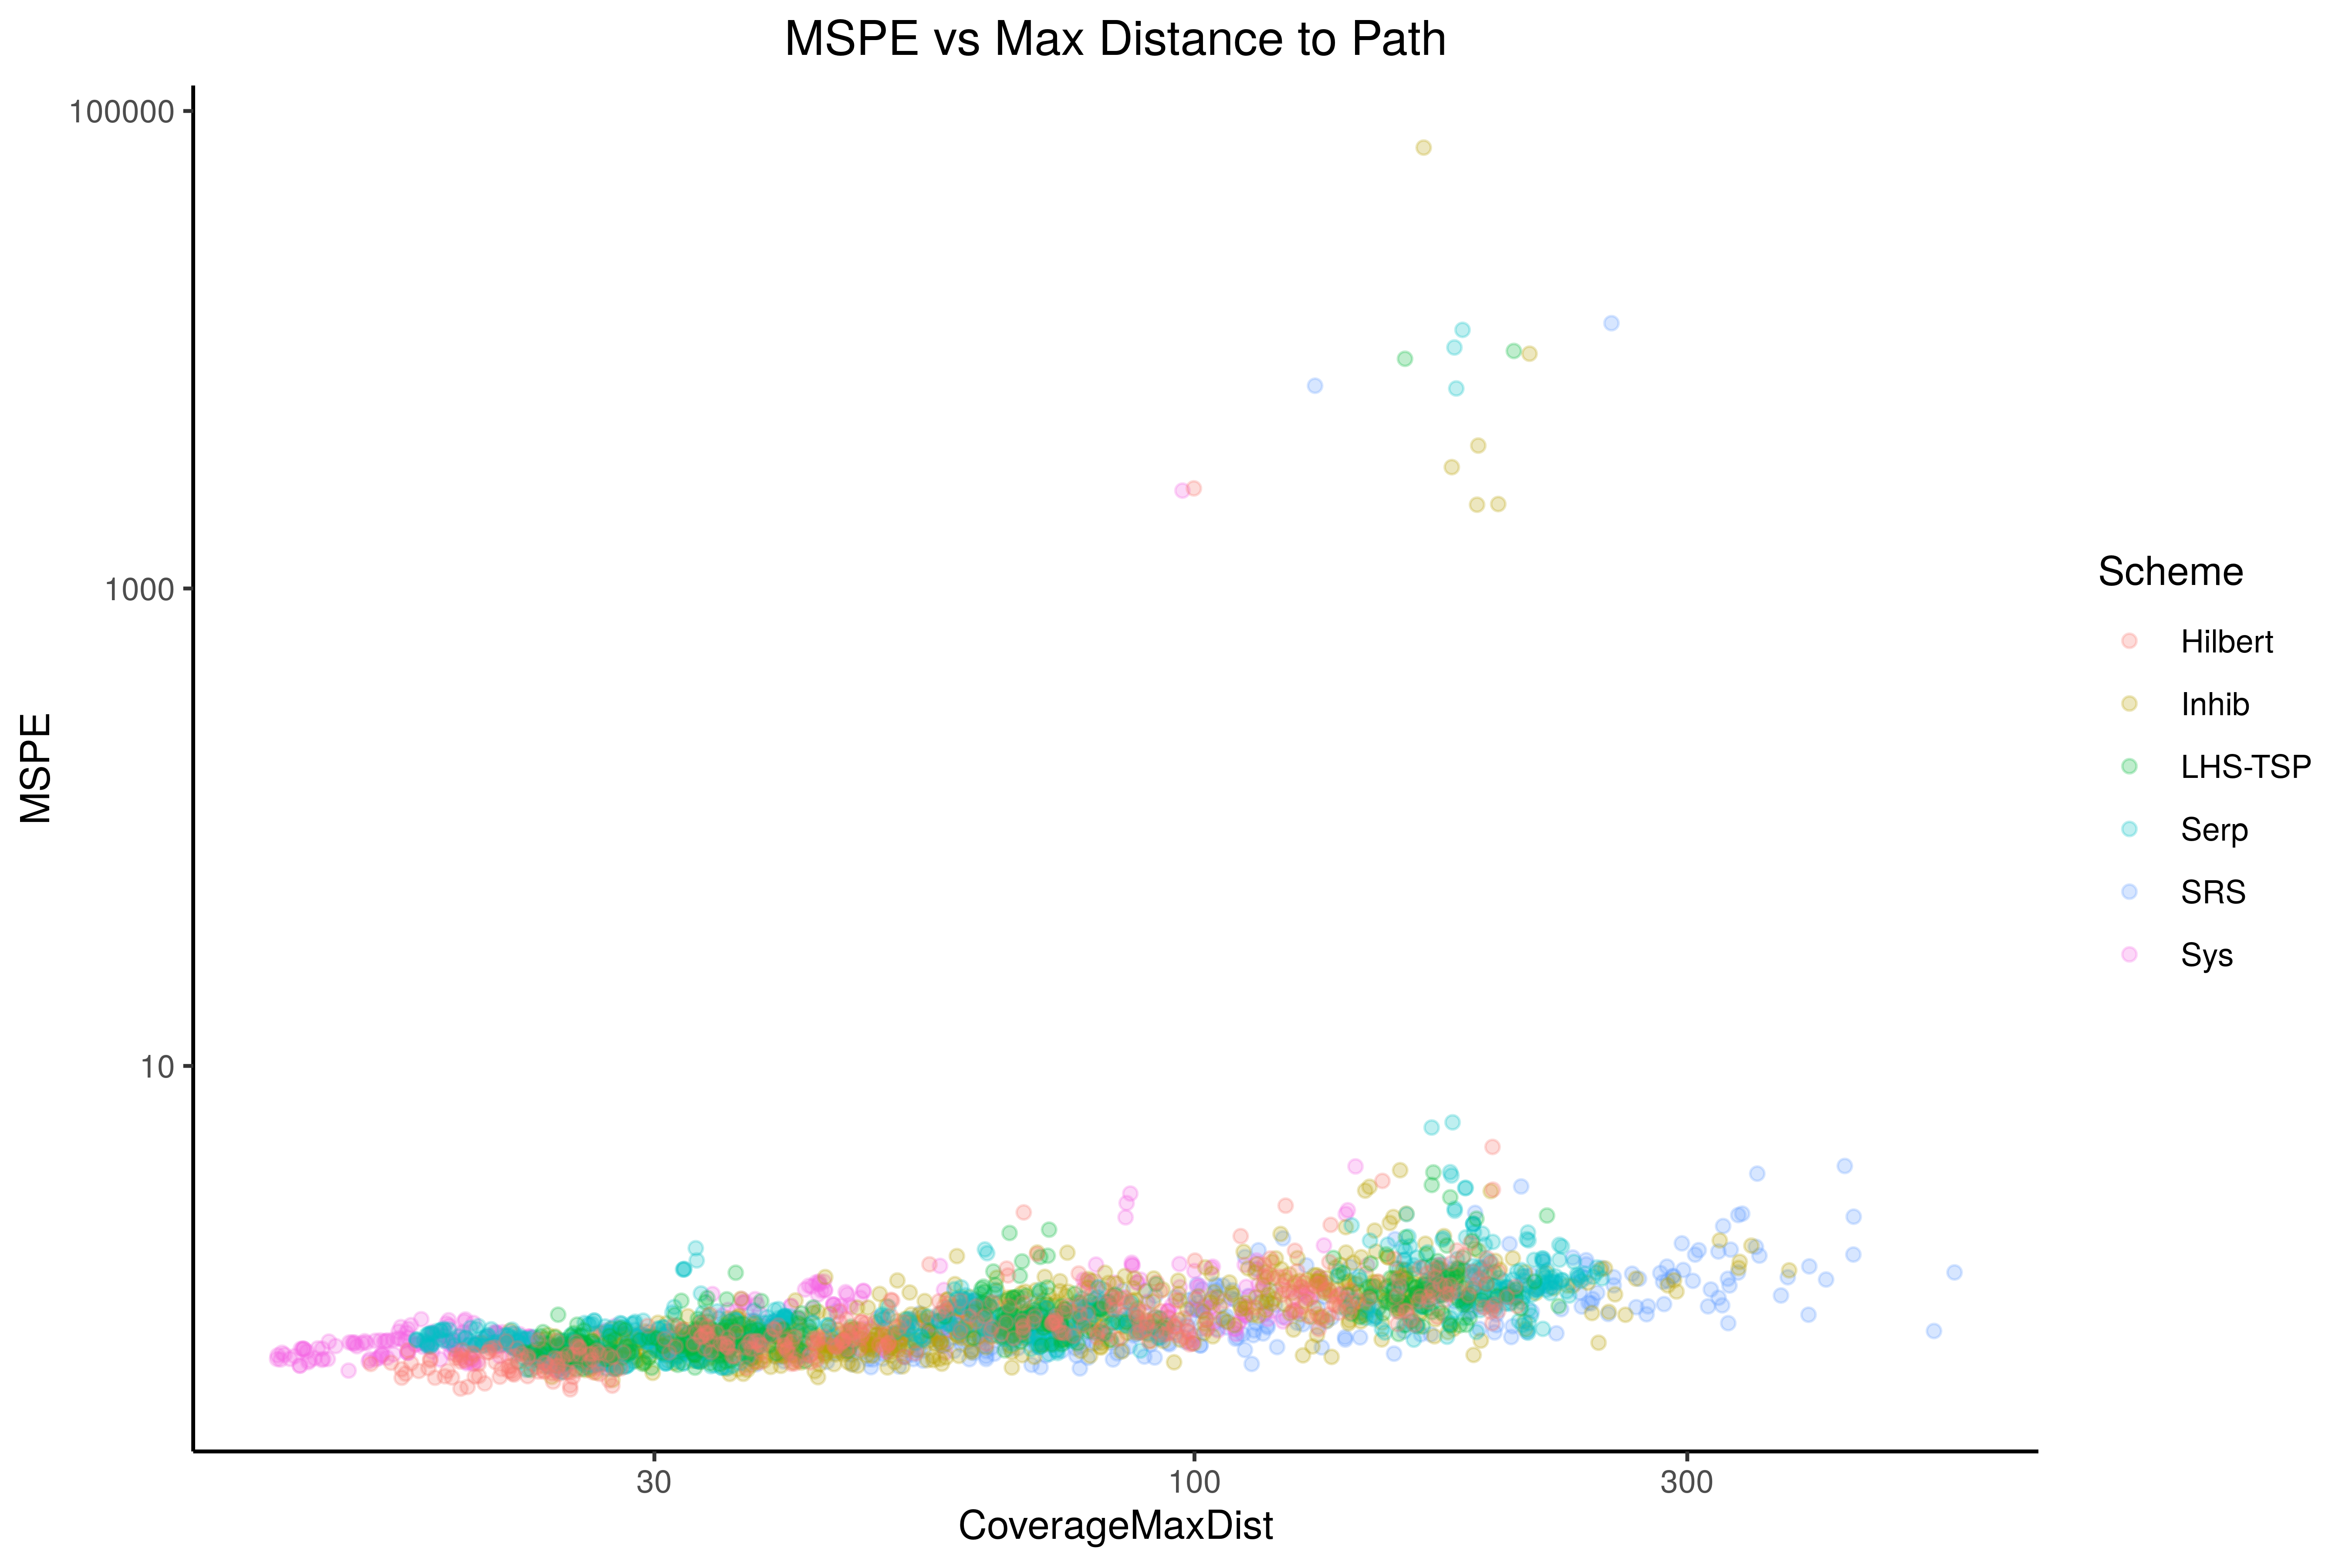 MSPE vs Max Distance to Path
100000
1000
10
MSPE
30
100
300
CoverageMaxDist
Scheme
Hilbert
Inhib
LHS-TSP
Serp
SRS
Sys